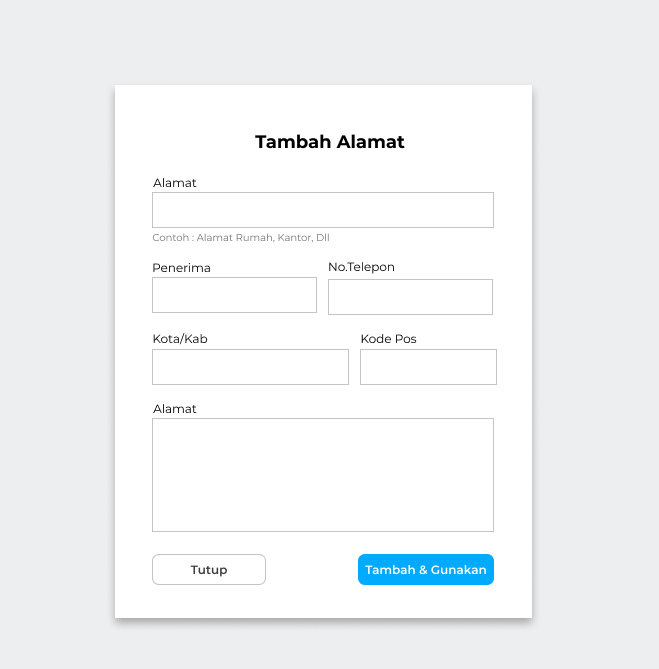 Tambah Alamat
Alamat
Contoh : Alamat Rumah, Kantor, Dll
Penerima
No.Telepon
Kota/Kab
Kode Pos
Alamat
Tutup
Tambah & Gunakan